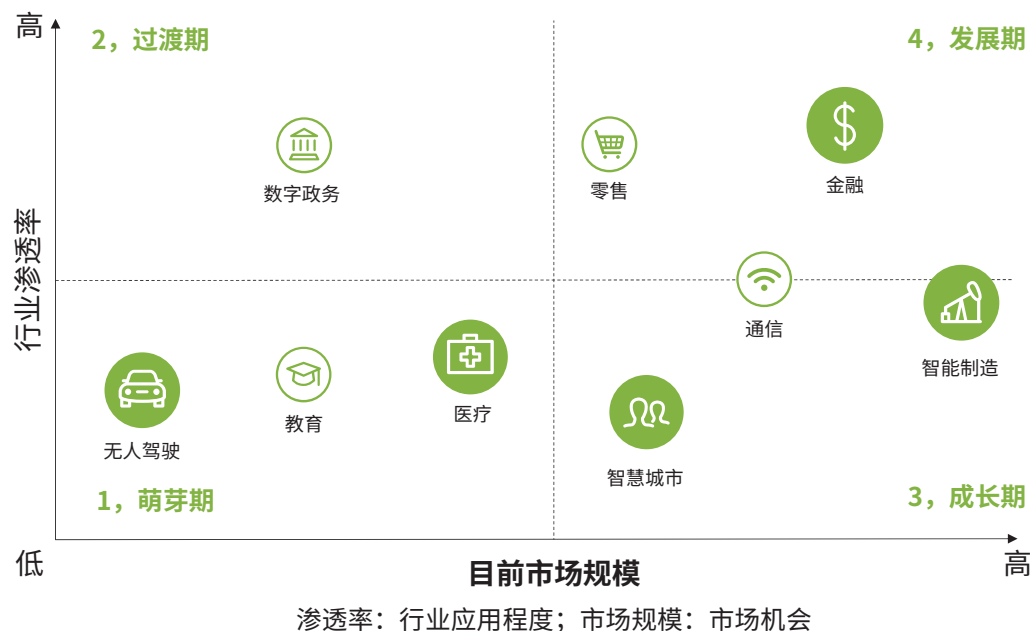 高
2，过渡期
4，发展期
数字政务
零售
金融
行业渗透率
通信
智能制造
无人驾驶
教育
医疗
智慧城市
1，萌芽期
3，成长期
低
目前市场规模
高
渗透率：行业应用程度；市场规模：市场机会